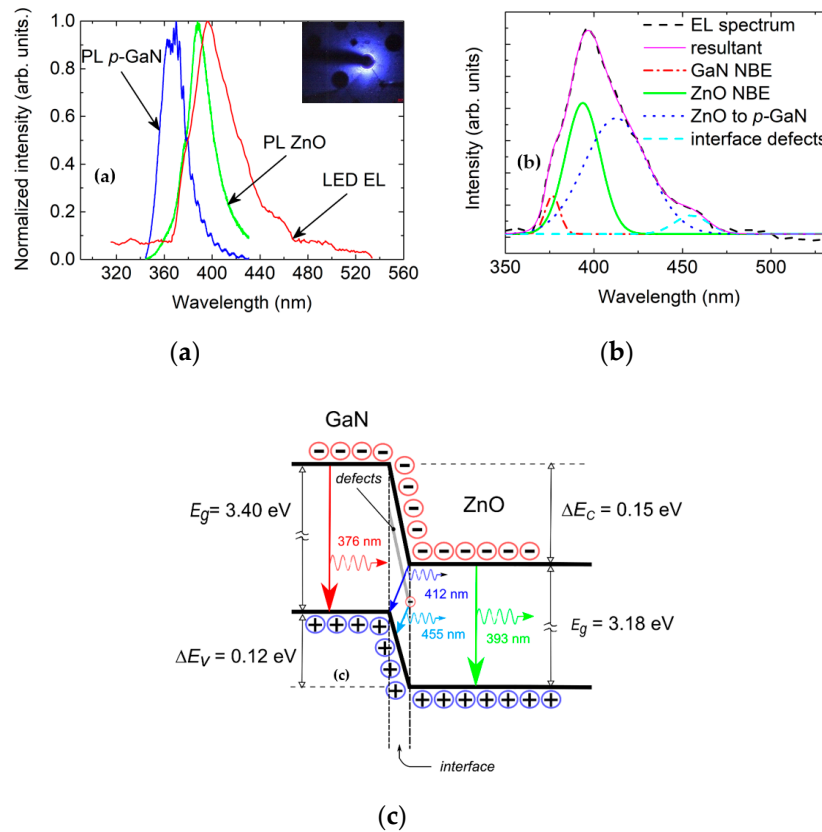 (a)
Normalized intensity (arb. units.)
1.0
0.8
0.6
0.4
0.2
0.0
PL p-GaN
PL ZnO
(a)
LED EL
320 360 400 440 480 520 560
Wavelength (nm)
(a)
Intensity (arb. units)
EL spectrum
resultant
GaN NBE
ZnO NBE
ZnO to p-GaN
interface defects
(b)
350 400 450 500
Wavelength (nm)
(b)
GaN
defects
ZnO
Eg= 3.40 eV
ΔEC = 0.15 eV
376 nm
412 nm
455 nm
393 nm
Eg = 3.18 eV
ΔEV = 0.12 eV
(c)
interface
(c)